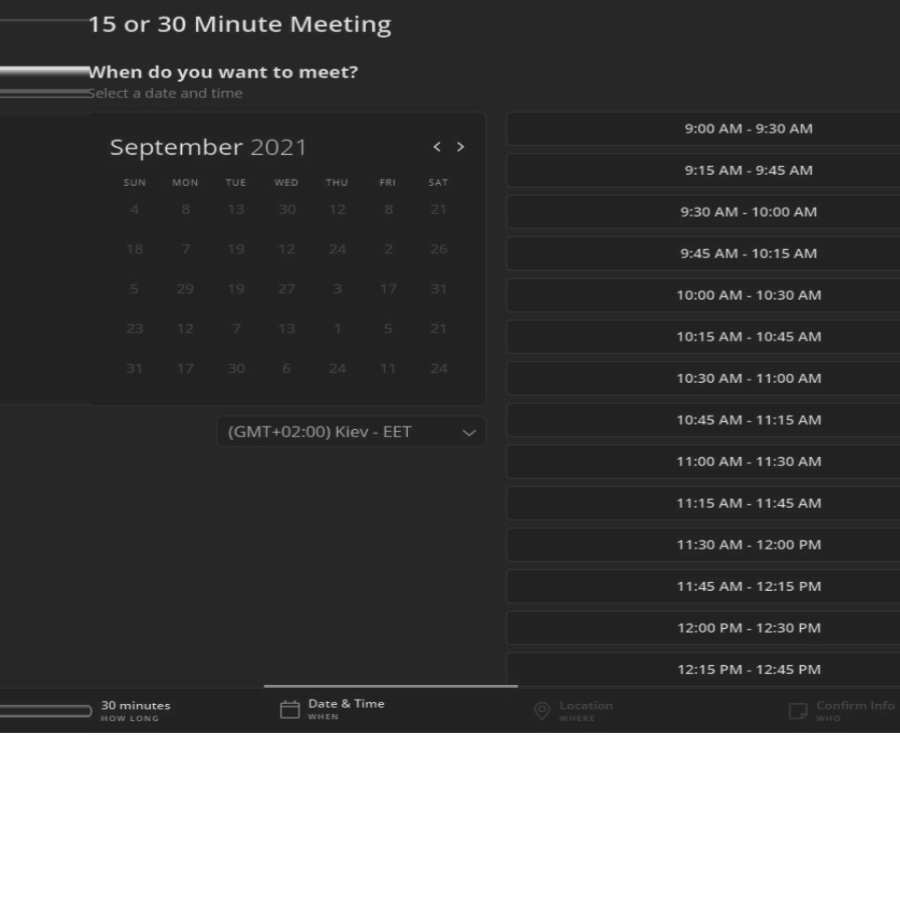 15 or 30 Minute Meeting
When do you want to meet?
Select a date and time
September 2021
< >
SUN MON TUE WED THU FRI SAT
4 8 13 30 12 8 21
18 7 19 12 24 2 26
5 29 19 27 3 17 31
23 12 7 13 1 5 21
31 17 30 6 24 11 24
(GMT+02:00) Kiev - EET
9:00 AM - 9:30 AM
9:15 AM - 9:45 AM
9:30 AM - 10:00 AM
9:45 AM - 10:15 AM
10:00 AM - 10:30 AM
10:15 AM - 10:45 AM
10:30 AM - 11:00 AM
10:45 AM - 11:15 AM
11:00 AM - 11:30 AM
11:15 AM - 11:45 AM
11:30 AM - 12:00 PM
11:45 AM - 12:15 PM
12:00 PM - 12:30 PM
12:15 PM - 12:45 PM
30 minutes
HOW LONG
Date & Time
WHEN
Location
WHERE
Confirm Info
WHO